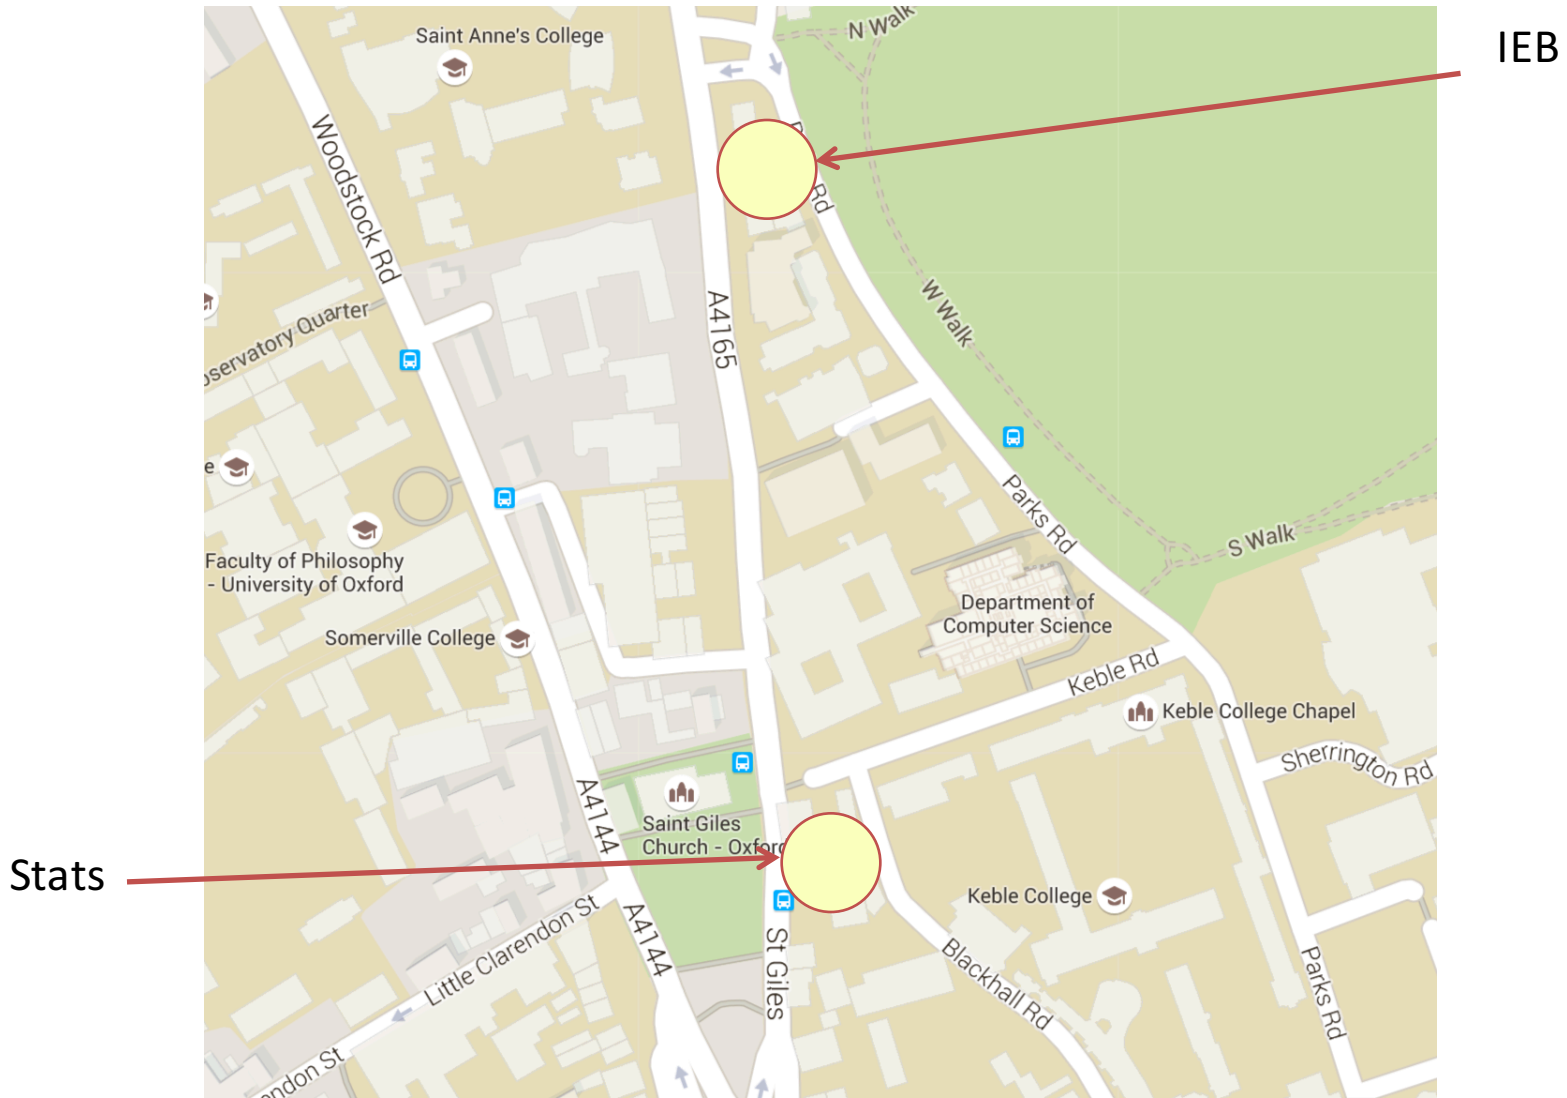 IEB
N Walk
Saint Anne's College
Woodstock Rd
Rd
A4165
W Walk
Quarter
Parks Rd
S Walk
Faculty of Philosophy
- University of Oxford
Department of
Computer Science
Somerville College
Keble Rd
Keble College Chapel
Sherrington Rd
A4144
Saint Giles
Church - Oxford
Stats
Keble College
Little Clarendon St
A4144
St Giles
Blackhall Rd
Parks Rd
St